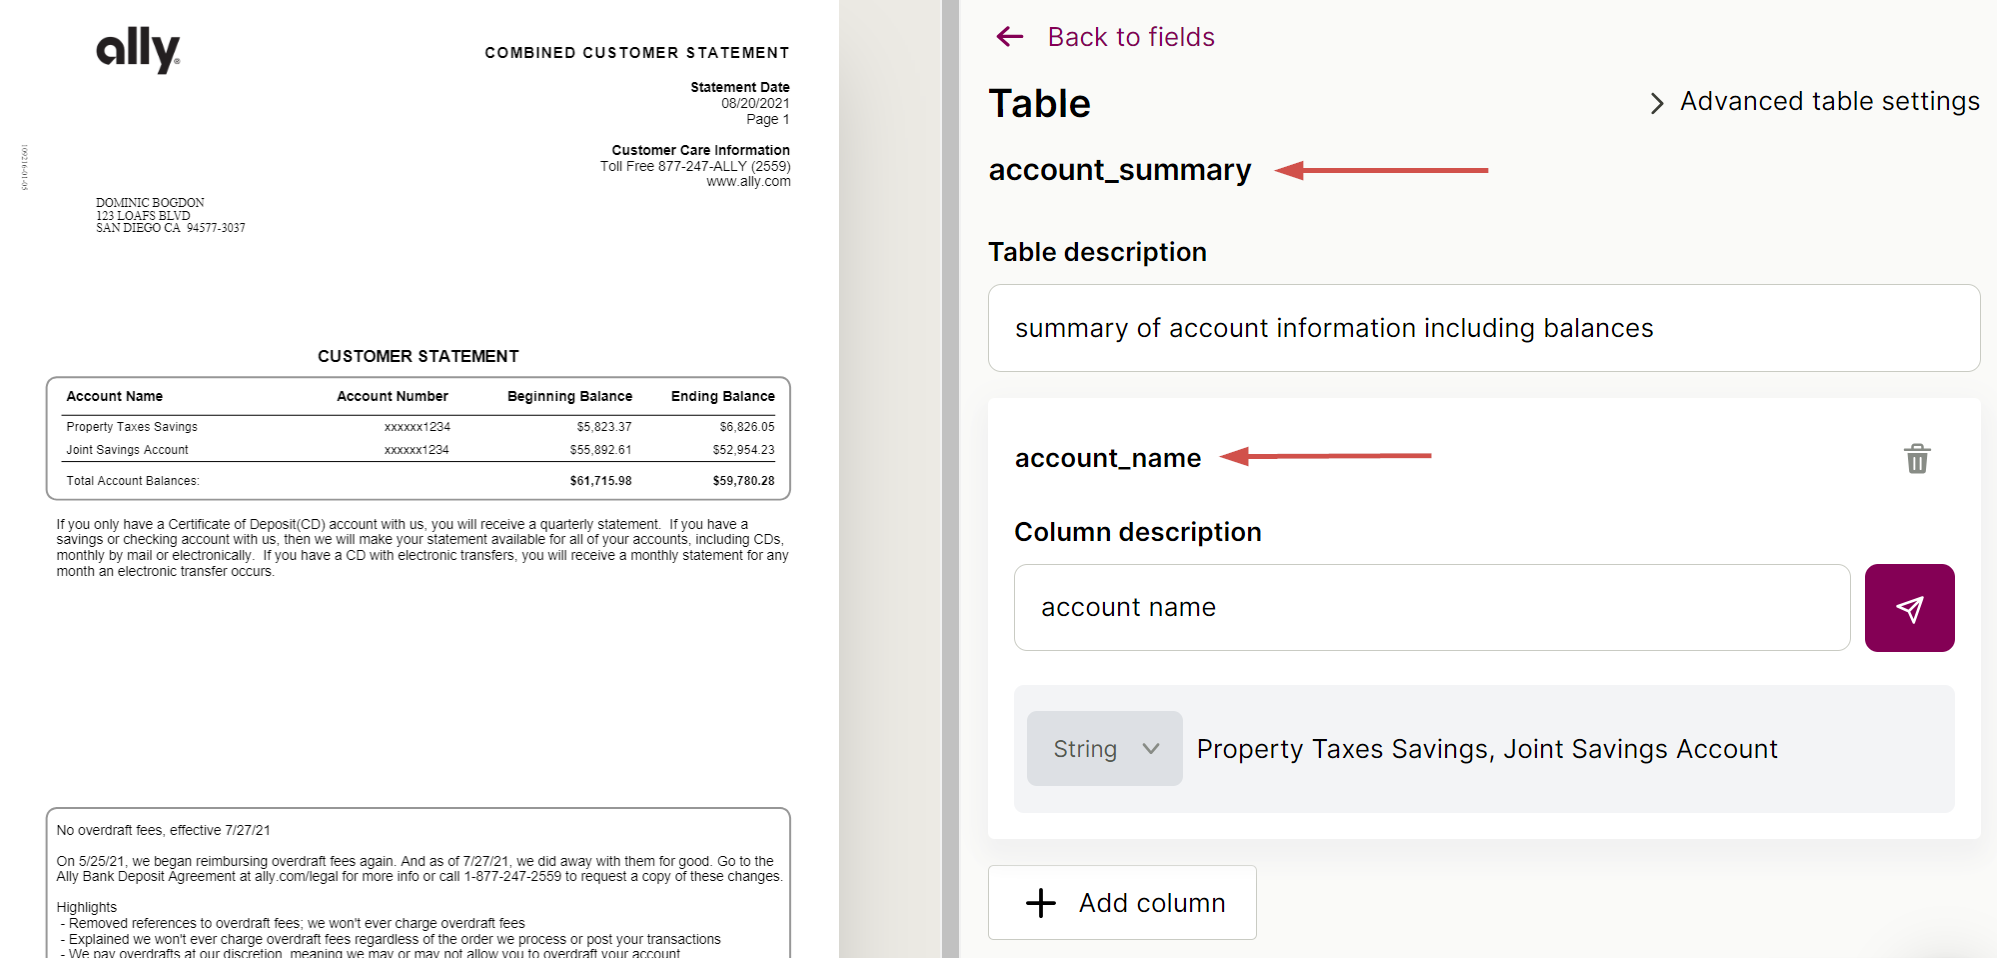 ally
COMBINED CUSTOMER STATEMENT
Statement Date
08/20/2021
Page 1
Customer Care Information
Toll Free 877-247-ALLY (2559)
www.ally.com
109216-01-05
DOMINIC BOGDON
123 LOAFS BLVD
SAN DIEGO CA 94577-3037
CUSTOMER STATEMENT
Account Name Account Number Beginning Balance Ending Balance
Property Taxes Savings xxxxxx1234 $5,823.37 $6,826.05
Joint Savings Account xxxxxx1234 $55,892.61 $52,954.23
Total Account Balances: $61,715.98 $59,780.28
If you only have a Certificate of Deposit(CD) account with us, you will receive a quarterly statement. If you have a
savings or checking account with us, then we will make your statement available for all of your accounts, including CDs,
monthly by mail or electronically. If you have a CD with electronic transfers, you will receive a monthly statement for any
month an electronic transfer occurs.
No overdraft fees, effective 7/27/21
On 5/25/21, we began reimbursing overdraft fees again. And as of 7/27/21, we did away with them for good. Go to the
Ally Bank Deposit Agreement at ally.com/legal for more info or call 1-877-247-2559 to request a copy of these changes.
Highlights
- Removed references to overdraft fees; we won't ever charge overdraft fees
- Explained we won't ever charge overdraft fees regardless of the order we process or post your transactions
- We pay overdrafts at our discretion, meaning we may or may not allow you to overdraft your account
Back to fields
Table
Advanced table settings
account_summary
Table description
summary of account information including balances
account_name
Column description
account name
String
Property Taxes Savings, Joint Savings Account
Add column